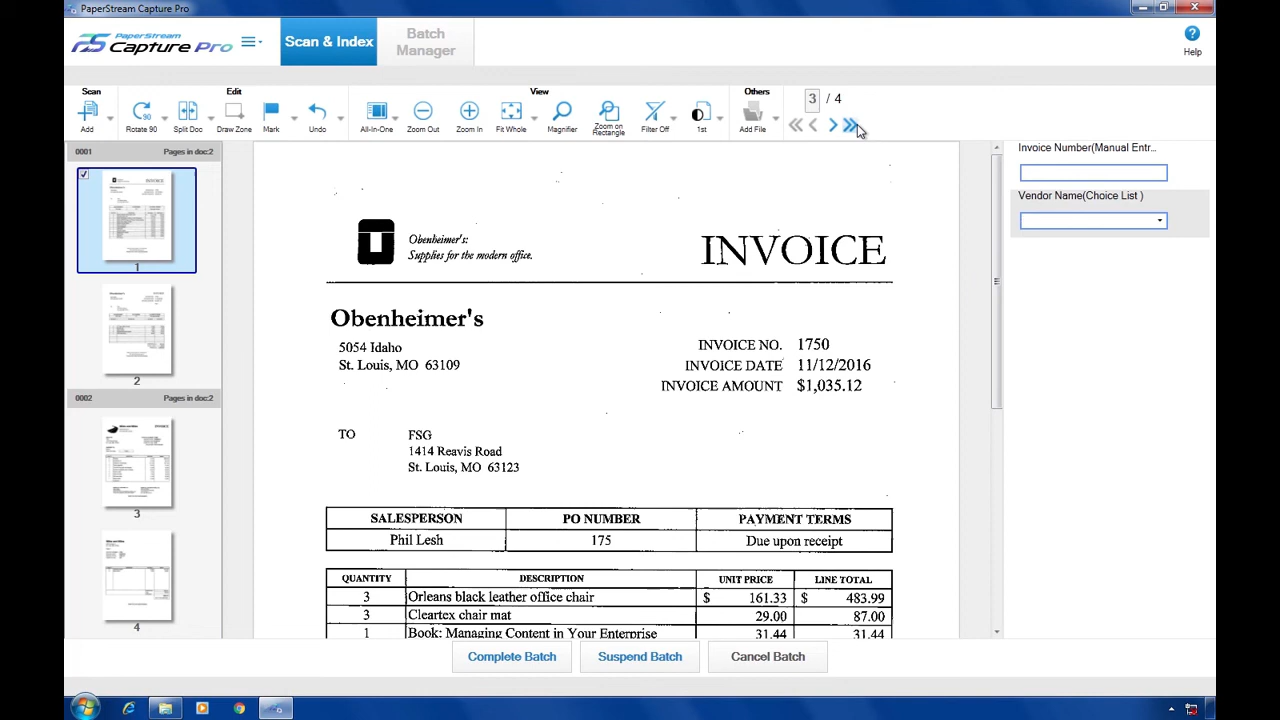 PaperStream Capture Pro
PaperStream
Capture Pro
Scan & Index
Batch
Manager
Help
Scan
Edit
View
Others
3 / 4
Add
Rotate 90
Split Doc
Draw Zone
Mark
Undo
All-In-One
Zoom Out
Zoom In
Fit Whole
Magnifier
Zoom on
Rectangle
Filter Off
1st
Add File
0001 Pages in doc:2
1
2
0002 Pages in doc:2
3
4
Obenheimer's:
Supplies for the modern office.
INVOICE
Obenheimer's
5054 Idaho
St. Louis, MO 63109
INVOICE NO. 1750
INVOICE DATE 11/12/2016
INVOICE AMOUNT $1,035.12
TO FSG
1414 Reavis Road
St. Louis, MO 63123
SALESPERSON PO NUMBER PAYMENT TERMS
Phil Lesh 175 Due upon receipt
QUANTITY DESCRIPTION UNIT PRICE LINE TOTAL
3 Orleans black leather office chair $ 161.33 $ 483.99
3 Cleartex chair mat 29.00 87.00
1 Book: Managing Content in Your Enterprise 31.44 31.44
Invoice Number(Manual Entr...
Vendor Name(Choice List )
Complete Batch
Suspend Batch
Cancel Batch